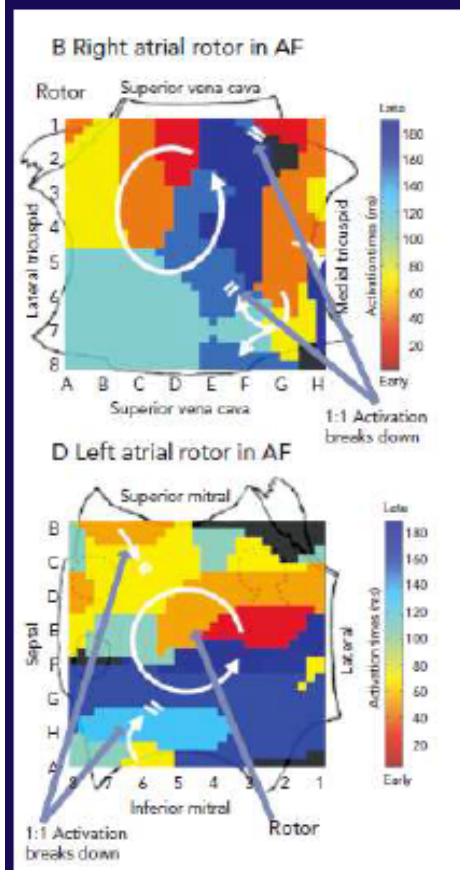 B Right atrial rotor in AF
Superior vena cava
Rotor
Late
1
2
3
4
5
6
7
8
Lateral tricuspid
Medial tricuspid
180
160
140
120
100
80
60
40
20
Activation times (ms)
Early
A B C D E F G H
Superior vena cava
1:1 Activation
breaks down
D Left atrial rotor in AF
Superior mitral
Late
B
C
D
E
F
G
H
A
Septal
Lateral
180
160
140
120
100
80
60
40
20
Activation times (ms)
Early
8 7 6 5 4 3 2 1
Inferior mitral
1:1 Activation
breaks down
Rotor